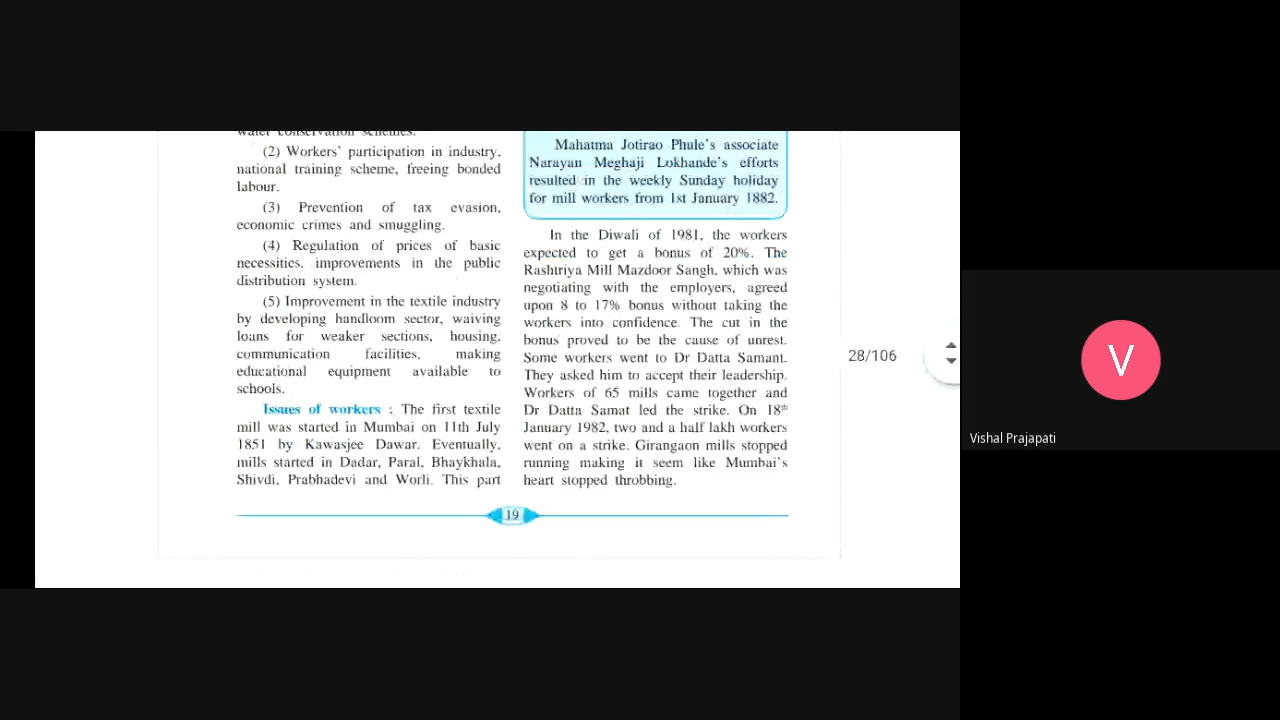 water conservation schemes.
(2) Workers' participation in industry,
national training scheme, freeing bonded
labour.
(3) Prevention of tax evasion,
economic crimes and smuggling.
(4) Regulation of prices of basic
necessities, improvements in the public
distribution system.
(5) Improvement in the textile industry
by developing handloom sector, waiving
loans for weaker sections, housing,
communication facilities, making
educational equipment available to
schools.
Issues of workers : The first textile
mill was started in Mumbai on 11th July
1851 by Kawasjee Dawar. Eventually,
mills started in Dadar, Paral, Bhaykhala,
Shivdi, Prabhadevi and Worli. This part
Mahatma Jotirao Phule's associate
Narayan Meghaji Lokhande's efforts
resulted in the weekly Sunday holiday
for mill workers from 1st January 1882.
In the Diwali of 1981, the workers
expected to get a bonus of 20%. The
Rashtriya Mill Mazdoor Sangh, which was
negotiating with the employers, agreed
upon 8 to 17% bonus without taking the
workers into confidence. The cut in the
bonus proved to be the cause of unrest.
Some workers went to Dr Datta Samant.
They asked him to accept their leadership.
Workers of 65 mills came together and
Dr Datta Samat led the strike. On 18th
January 1982, two and a half lakh workers
went on a strike. Girangaon mills stopped
running making it seem like Mumbai's
heart stopped throbbing.
19
28/106
V
Vishal Prajapati